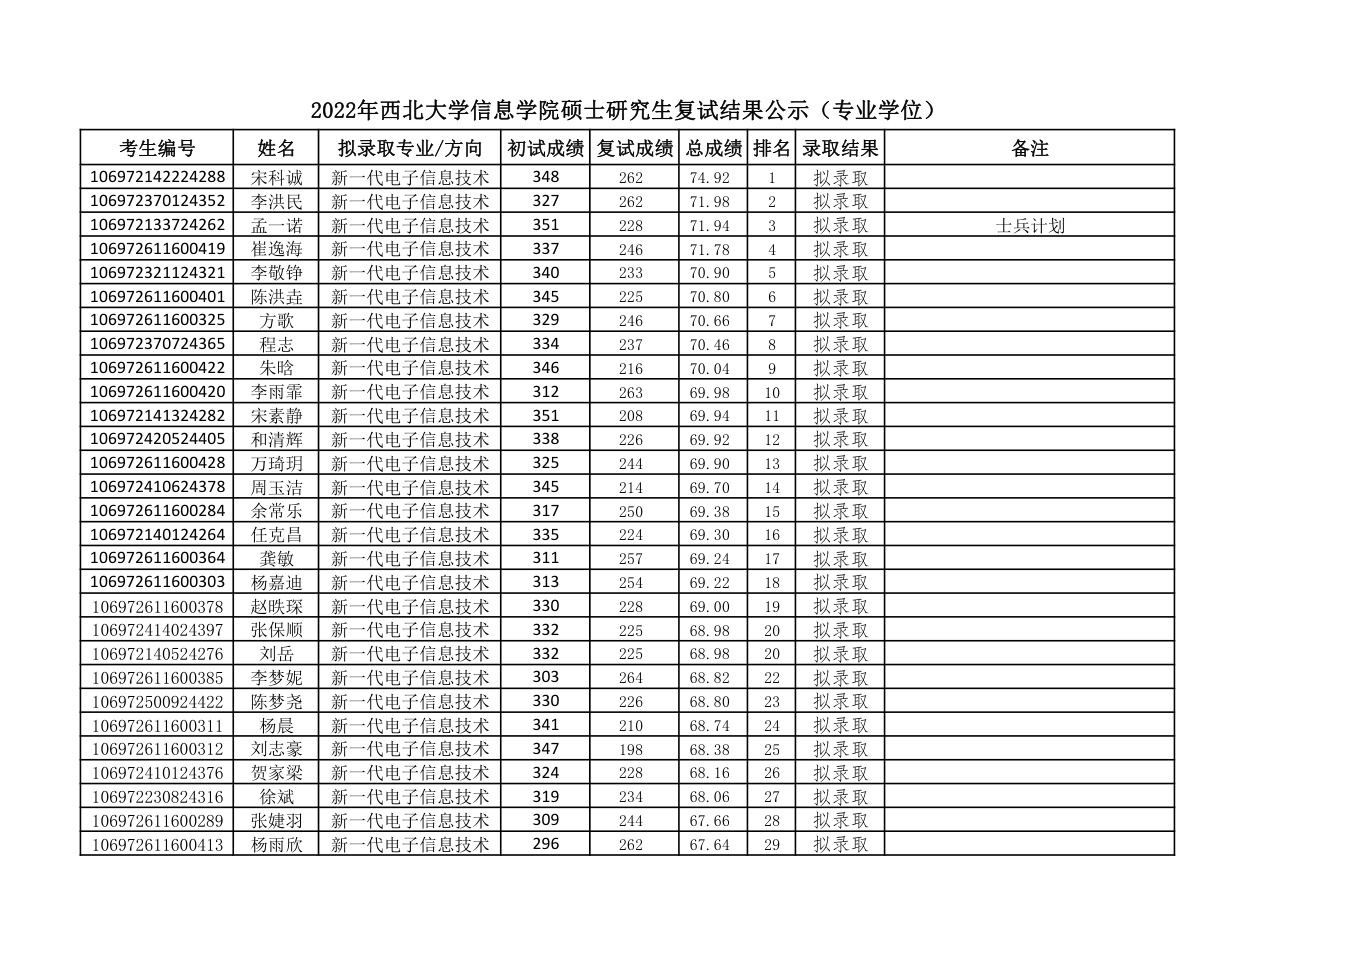 2022年西北大学信息学院硕士研究生复试结果公示（专业学位）
考生编号 姓名 拟录取专业/方向 初试成绩 复试成绩 总成绩 排名 录取结果 备注
106972142224288 宋科诚 新一代电子信息技术 348 262 74.92 1 拟录取
106972370124352 李洪民 新一代电子信息技术 327 262 71.98 2 拟录取
106972133724262 孟一诺 新一代电子信息技术 351 228 71.94 3 拟录取 士兵计划
106972611600419 崔逸海 新一代电子信息技术 337 246 71.78 4 拟录取
106972321124321 李敬铮 新一代电子信息技术 340 233 70.90 5 拟录取
106972611600401 陈洪垚 新一代电子信息技术 345 225 70.80 6 拟录取
106972611600325 方歌 新一代电子信息技术 329 246 70.66 7 拟录取
106972370724365 程志 新一代电子信息技术 334 237 70.46 8 拟录取
106972611600422 朱晗 新一代电子信息技术 346 216 70.04 9 拟录取
106972611600420 李雨霏 新一代电子信息技术 312 263 69.98 10 拟录取
106972141324282 宋素静 新一代电子信息技术 351 208 69.94 11 拟录取
106972420524405 和清辉 新一代电子信息技术 338 226 69.92 12 拟录取
106972611600428 万琦玥 新一代电子信息技术 325 244 69.90 13 拟录取
106972410624378 周玉洁 新一代电子信息技术 345 214 69.70 14 拟录取
106972611600284 余常乐 新一代电子信息技术 317 250 69.38 15 拟录取
106972140124264 任克昌 新一代电子信息技术 335 224 69.30 16 拟录取
106972611600364 龚敏 新一代电子信息技术 311 257 69.24 17 拟录取
106972611600303 杨嘉迪 新一代电子信息技术 313 254 69.22 18 拟录取
106972611600378 赵昳琛 新一代电子信息技术 330 228 69.00 19 拟录取
106972414024397 张保顺 新一代电子信息技术 332 225 68.98 20 拟录取
106972140524276 刘岳 新一代电子信息技术 332 225 68.98 20 拟录取
106972611600385 李梦妮 新一代电子信息技术 303 264 68.82 22 拟录取
106972500924422 陈梦尧 新一代电子信息技术 330 226 68.80 23 拟录取
106972611600311 杨晨 新一代电子信息技术 341 210 68.74 24 拟录取
106972611600312 刘志豪 新一代电子信息技术 347 198 68.38 25 拟录取
106972410124376 贺家梁 新一代电子信息技术 324 228 68.16 26 拟录取
106972230824316 徐斌 新一代电子信息技术 319 234 68.06 27 拟录取
106972611600289 张婕羽 新一代电子信息技术 309 244 67.66 28 拟录取
106972611600413 杨雨欣 新一代电子信息技术 296 262 67.64 29 拟录取